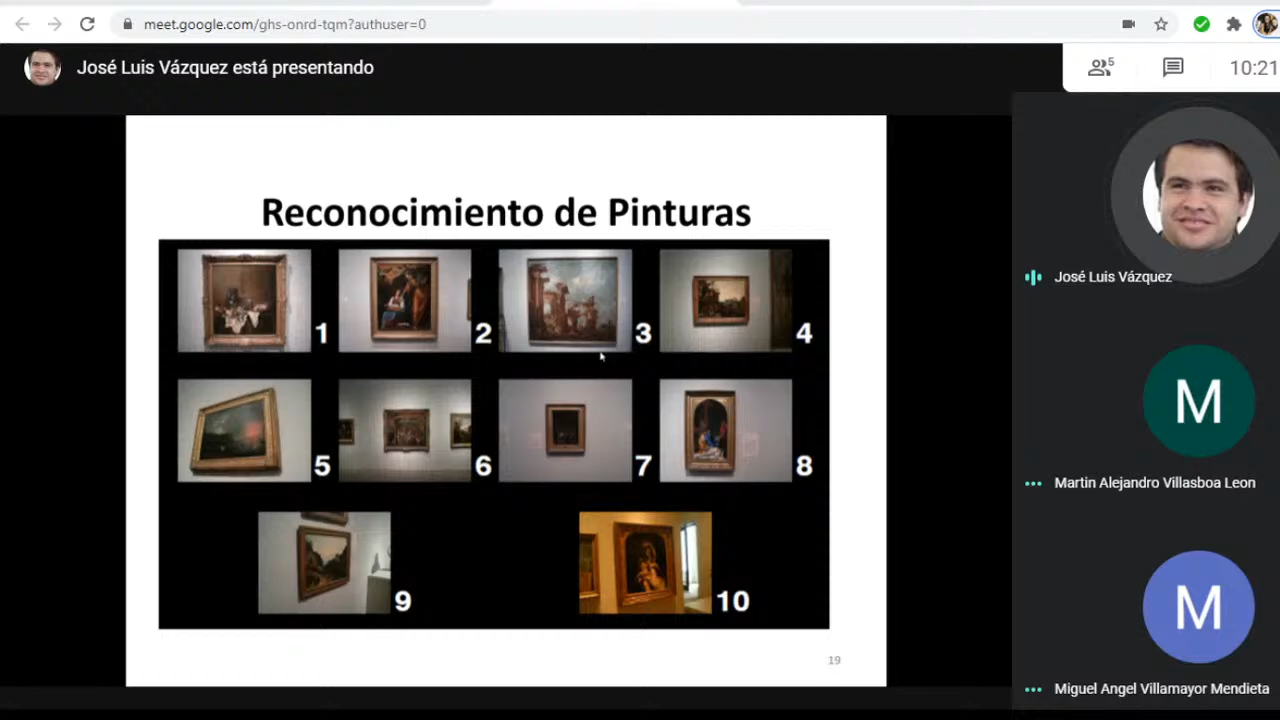 meet.google.com/ghs-onrd-tqm?authuser=0
José Luis Vázquez está presentando
5
10:21
Reconocimiento de Pinturas
1 2 3 4
5 6 7 8
9 10
19
José Luis Vázquez
M
Martin Alejandro Villasboa Leon
M
Miguel Angel Villamayor Mendieta